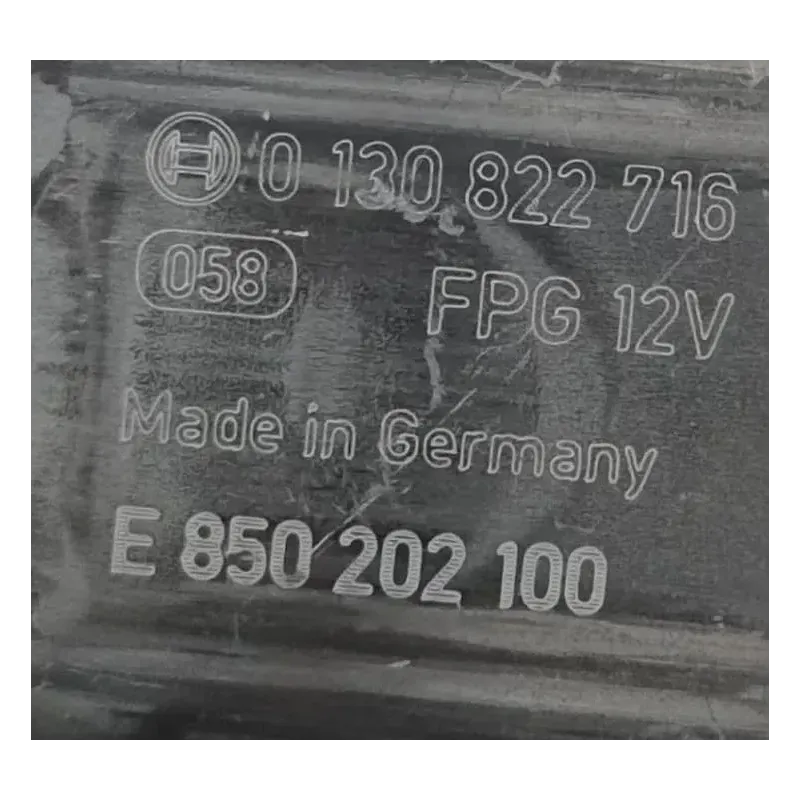 0 130 822 716
058 FPG 12V
Made in Germany
E 850 202 100